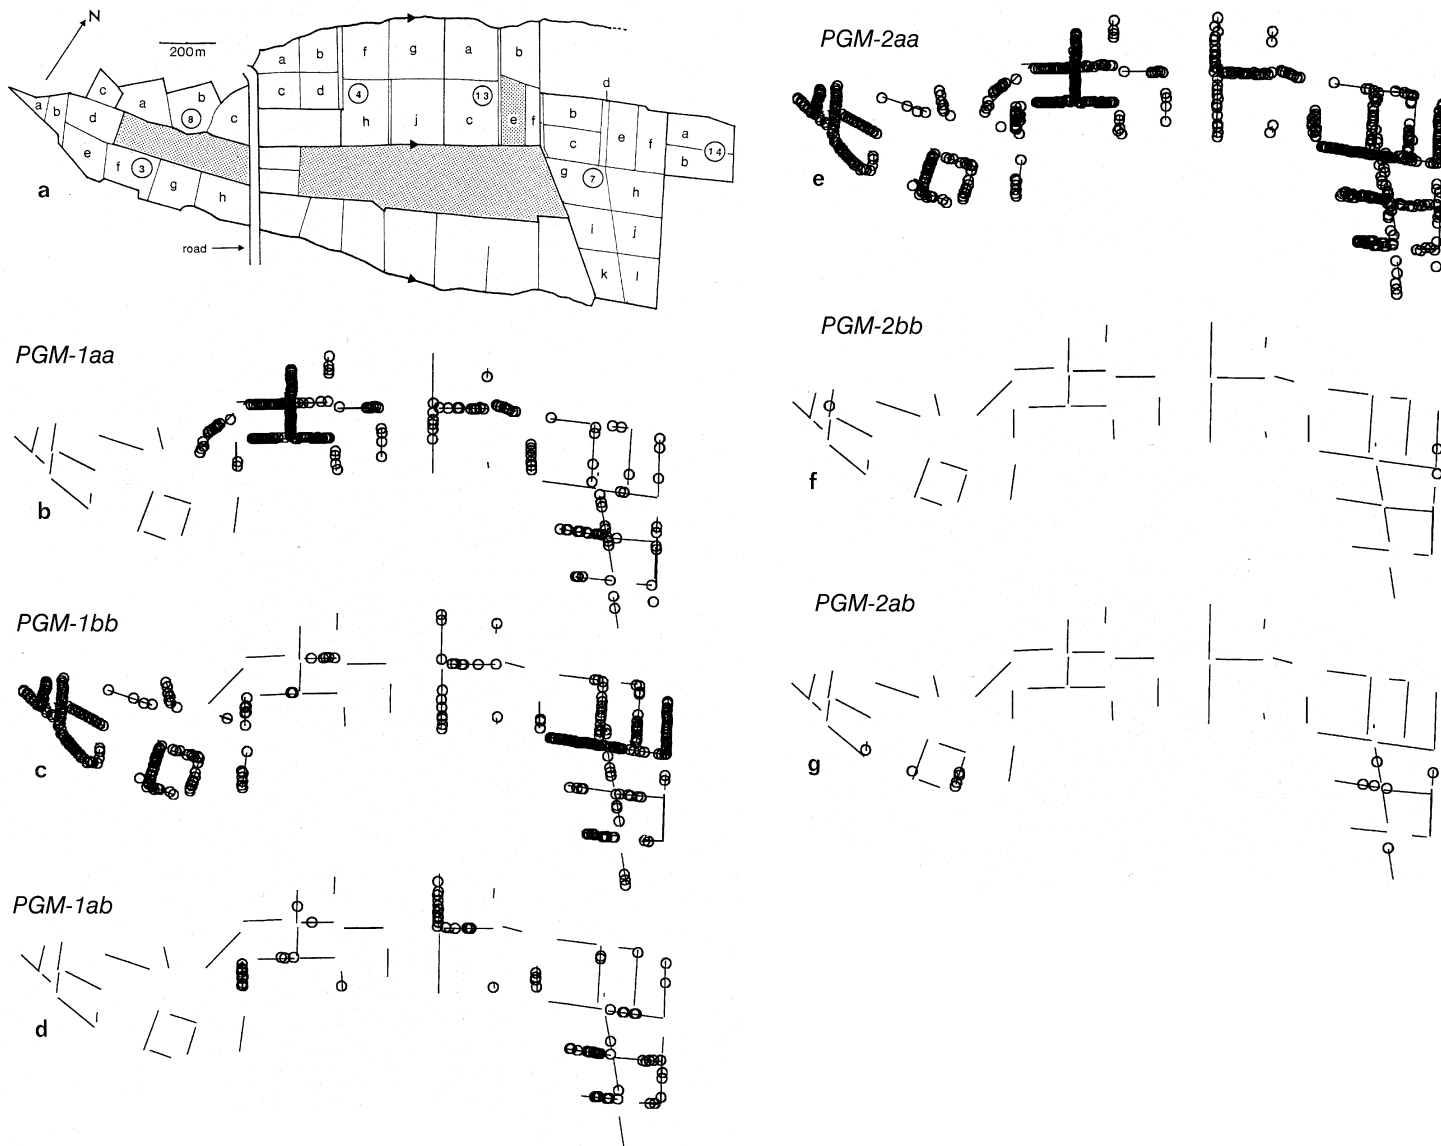 N
200m
a b f g a b
c d h j c e f
4 13
c a b c
a b d
8
e f g h
3
road
d
b e f a
c b
14
g 7 h
i j
k l
a
PGM-1aa
b
PGM-1bb
c
PGM-1ab
d
PGM-2aa
e
PGM-2bb
f
PGM-2ab
g